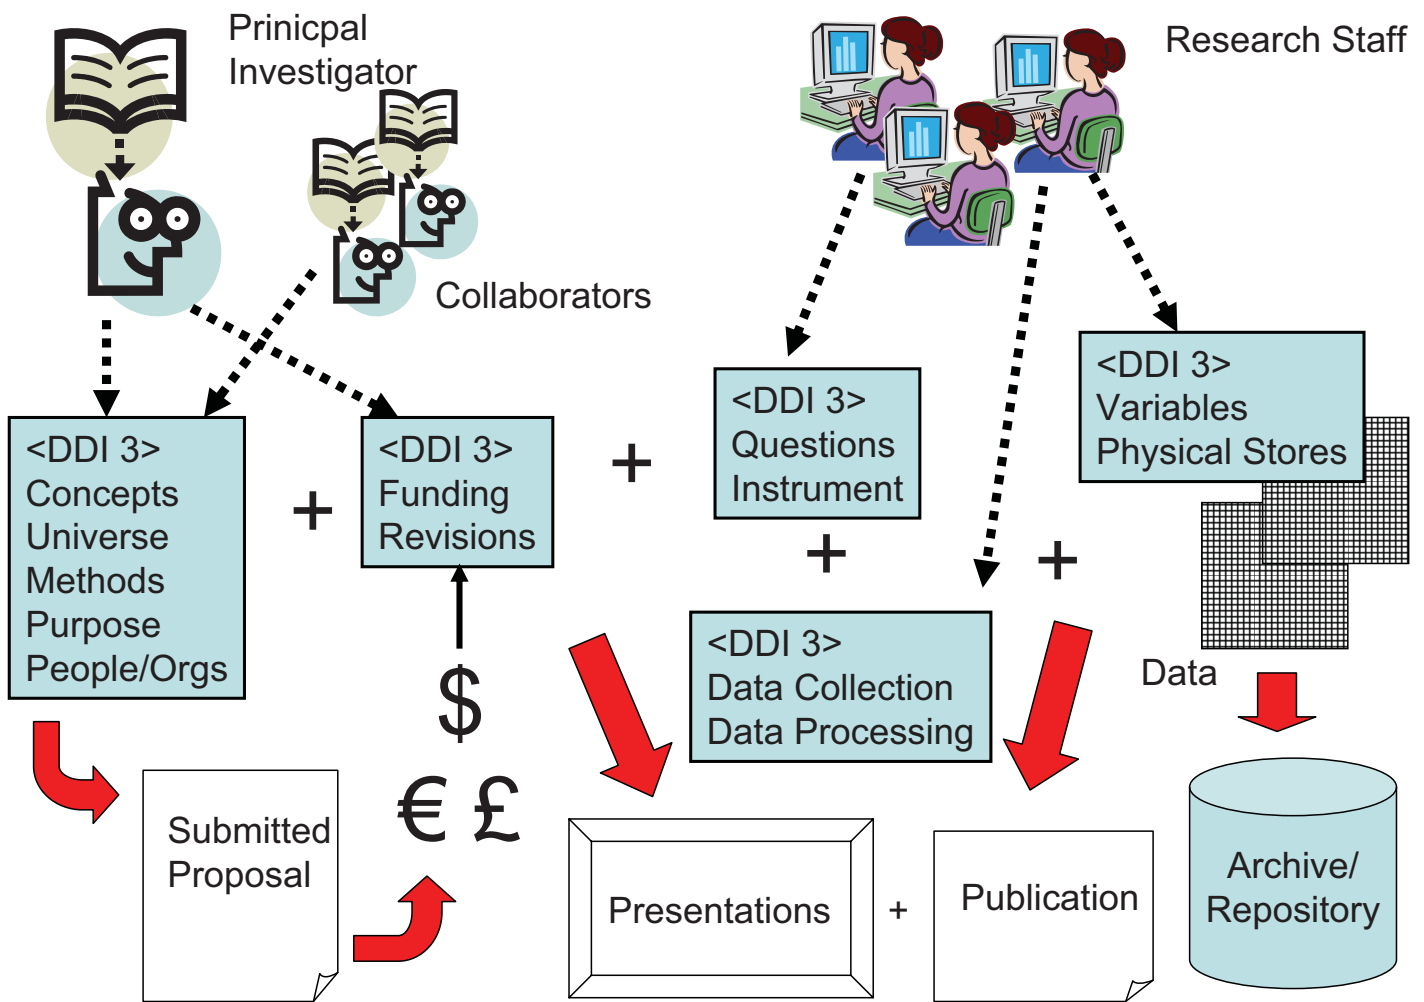 Prinicpal
Investigator
Research Staff
Collaborators
<DDI 3>
Concepts
Universe
Methods
Purpose
People/Orgs
+
<DDI 3>
Funding
Revisions
+
<DDI 3>
Questions
Instrument
+
<DDI 3>
Variables
Physical Stores
+
<DDI 3>
Data Collection
Data Processing
Data
$
€ £
Submitted
Proposal
Presentations
+
Publication
Archive/
Repository